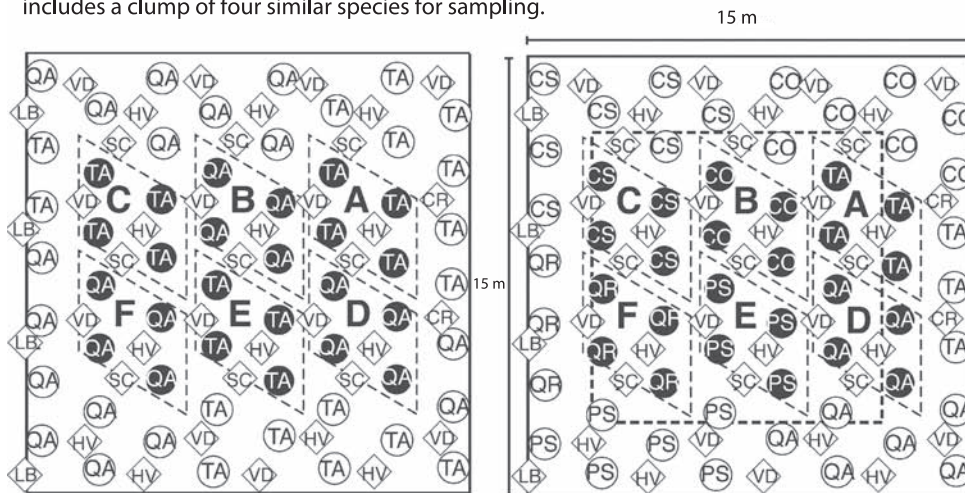 includes a clump of four similar species for sampling.
QA VD QA VD QA VD TA VD
LB QA HV QA HV TA HV TA
TA SC QA SC QA SC TA
TA QA TA TA
TA VD C TA VD B QA VD A TA CR
LB TA HV QA HV TA HV TA
QA SC TA SC QA SC TA
QA TA QA TA
QA VD F QA VD E TA VD D QA CR
LB QA HV TA HV QA HV QA
QA SC QA SC TA SC QA
QA TA TA QA
QA HV QA VD TA HV TA VD
LB QA HV TA VD TA HV TA
15 m
15 m
CS VD CS VD CO VD CO VD
LB CS HV CS HV CO HV CO
CS SC CS SC CO SC CO
CS CO TA CO
CS VD C CS VD B CO VD A TA CR
LB CS HV CO HV TA HV TA
QR SC CS SC CO SC TA
QR PS QA TA
QR VD F QR VD E PS VD D QA CR
LB QR HV PS HV QA HV TA
QR SC QR SC PS SC QA
PS PS QA QA
PS HV PS VD QA HV QA VD
LB PS HV PS VD QA HV QA